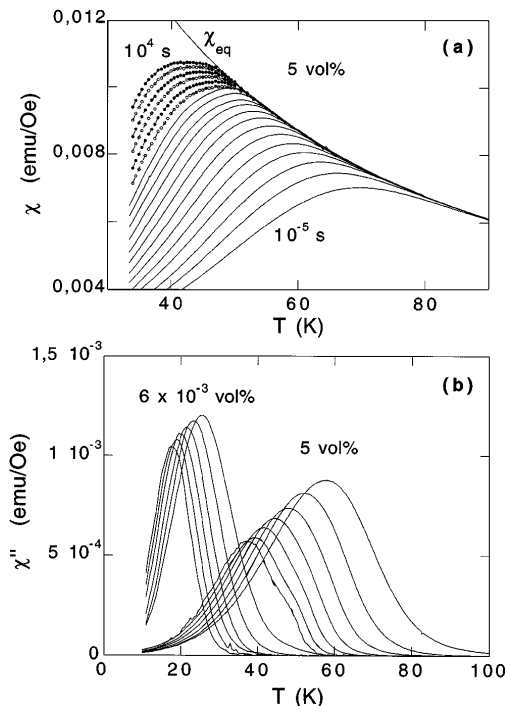 0,012
10⁴ s
χeq
5 vol%
(a)
χ (emu/Oe)
0,008
10⁻⁵ s
0,004
40 60 80
T (K)
1,5 10⁻³
6 x 10⁻³ vol%
(b)
5 vol%
1 10⁻³
χ" (emu/Oe)
5 10⁻⁴
0
0 20 40 60 80 100
T (K)